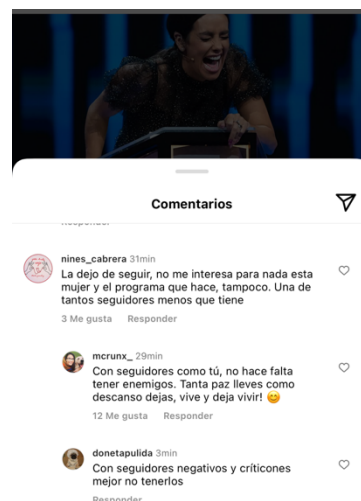 Comentarios
Responder
nines_cabrera 31min
La dejo de seguir, no me interesa para nada esta
mujer y el programa que hace, tampoco. Una de
tantos seguidores menos que tiene
3 Me gusta Responder
mcrunx_ 29min
Con seguidores como tú, no hace falta
tener enemigos. Tanta paz lleves como
descanso dejas, vive y deja vivir! 😊
12 Me gusta Responder
donetapulida 3min
Con seguidores negativos y críticones
mejor no tenerlos
Responder